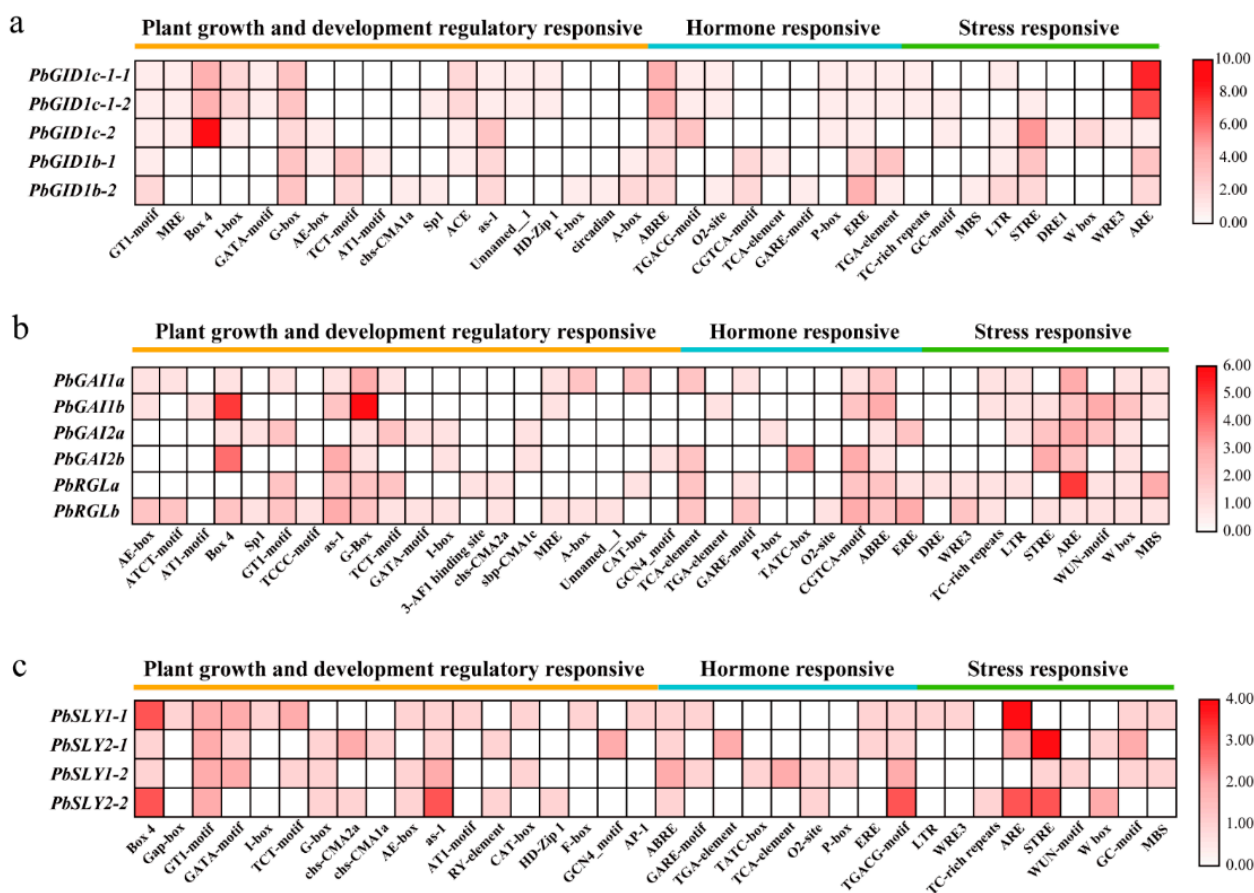 a
Plant growth and development regulatory responsive
Hormone responsive
Stress responsive
PbGID1c-1-1
PbGID1c-1-2
PbGID1c-2
PbGID1b-1
PbGID1b-2
10.00
8.00
6.00
4.00
2.00
0.00
GT1-motif
MRE
Box 4
I-box
GATA-motif
G-box
AE-box
TCT-motif
AT1-motif
chs-CMA1a
Sp1
ACE
as-1
Unnamed__1
HD-Zip 1
F-box
circadian
A-box
ABRE
TGACG-motif
O2-site
CGTCA-motif
TCA-element
GARE-motif
P-box
ERE
TGA-element
TC-rich repeats
GC-motif
MBS
LTR
STRE
DRE1
W box
WRE3
ARE
b
Plant growth and development regulatory responsive
Hormone responsive
Stress responsive
PbGAI1a
PbGAI1b
PbGAI2a
PbGAI2b
PbRGLa
PbRGLb
6.00
5.00
4.00
3.00
2.00
1.00
0.00
AE-box
ATCT-motif
AT1-motif
Box 4
Sp1
GT1-motif
TCCC-motif
as-1
G-Box
TCT-motif
GATA-motif
I-box
3-AF1 binding site
chs-CMA2a
sbp-CMA1c
MRE
A-box
Unnamed__1
CAT-box
GCN4_motif
TCA-element
TGA-element
GARE-motif
P-box
TATC-box
O2-site
CGTCA-motif
ABRE
ERE
DRE
WRE3
TC-rich repeats
LTR
STRE
ARE
WUN-motif
W box
MBS
c
Plant growth and development regulatory responsive
Hormone responsive
Stress responsive
PbSLY1-1
PbSLY2-1
PbSLY1-2
PbSLY2-2
4.00
3.00
2.00
1.00
0.00
Box 4
Gap-box
GT1-motif
GATA-motif
I-box
TCT-motif
G-box
chs-CMA2a
chs-CMA1a
AE-box
as-1
AT1-motif
RY-element
CAT-box
HD-Zip 1
F-box
GCN4_motif
AP-1
ABRE
GARE-motif
TGA-element
TATC-box
TCA-element
O2-site
P-box
ERE
TGACG-motif
LTR
WRE3
TC-rich repeats
ARE
STRE
WUN-motif
W box
GC-motif
MBS